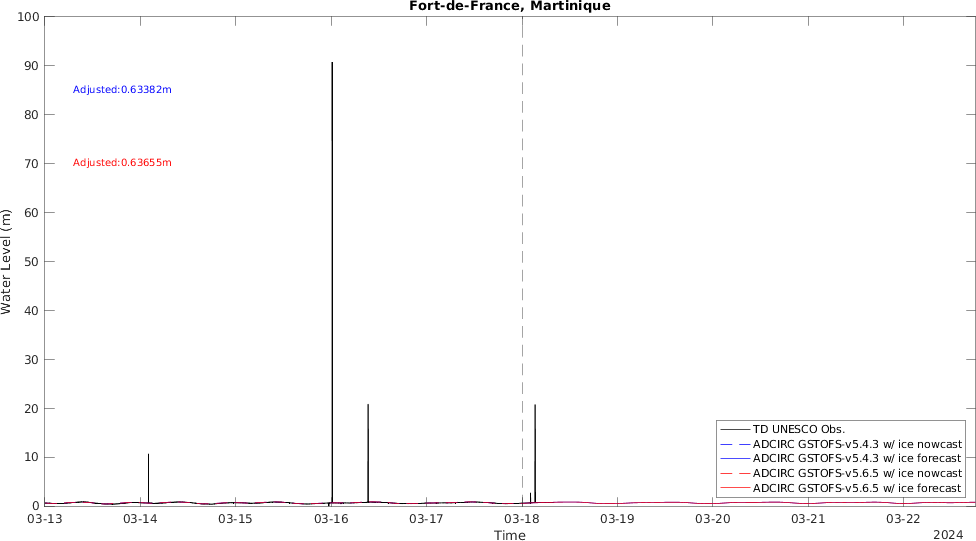 Fort-de-France, Martinique
100
90
80
70
60
50
40
30
20
10
0
Water Level (m)
Adjusted:0.63382m
Adjusted:0.63655m
TD UNESCO Obs.
ADCIRC GSTOFS-v5.4.3 w/ ice nowcast
ADCIRC GSTOFS-v5.4.3 w/ ice forecast
ADCIRC GSTOFS-v5.6.5 w/ ice nowcast
ADCIRC GSTOFS-v5.6.5 w/ ice forecast
03-13 03-14 03-15 03-16 03-17 03-18 03-19 03-20 03-21 03-22
Time
2024